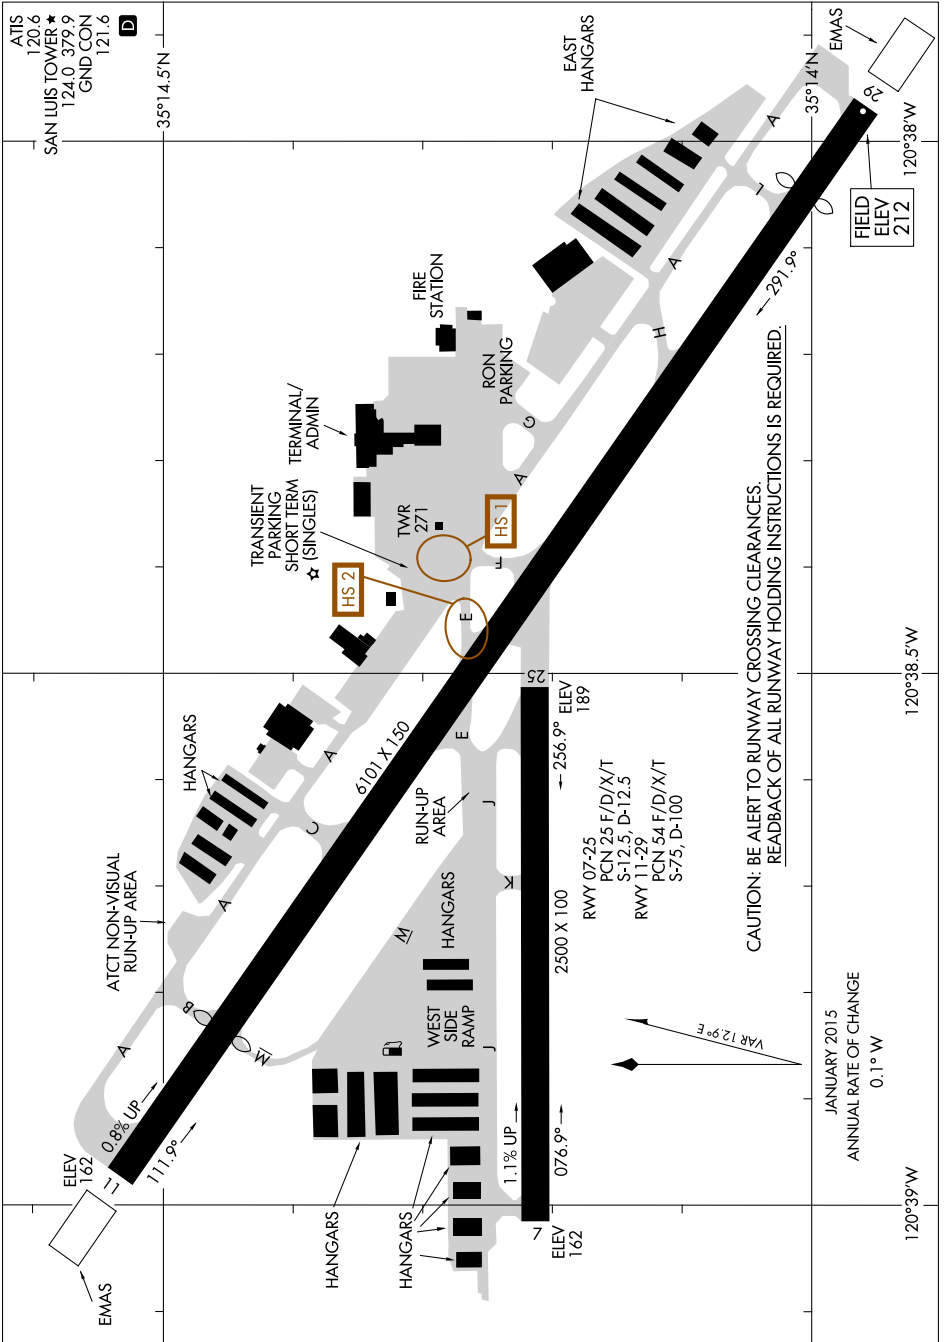 ATIS
120.6
SAN LUIS TOWER ★
124.0 379.9
GND CON
121.6
D
35°14.5'N
35°14'N
EMAS
29
120°38'W
FIELD
ELEV
212
EAST
HANGARS
A
L
A
291.9°
H
FIRE
STATION
RON
PARKING
G
A
TERMINAL/
ADMIN
TRANSIENT
PARKING
SHORT TERM
☆ (SINGLES)
TWR
271
HS 1
HS 2
F
E
25
ELEV
189
120°38.5'W
HANGARS
A
C
A
6101 X 150
E
RUN-UP
AREA
J
K
256.9°
2500 X 100
RWY 07-25
PCN 25 F/D/X/T
S-12.5, D-12.5
RWY 11-29
PCN 54 F/D/X/T
S-75, D-100
CAUTION: BE ALERT TO RUNWAY CROSSING CLEARANCES.
READBACK OF ALL RUNWAY HOLDING INSTRUCTIONS IS REQUIRED.
ATCT NON-VISUAL
RUN-UP AREA
B
A
M
M
HANGARS
WEST
SIDE
RAMP
J
0.8% UP
111.9°
ELEV
162
11
EMAS
HANGARS
HANGARS
1.1% UP
076.9°
7
ELEV
162
VAR 12.9° E
JANUARY 2015
ANNUAL RATE OF CHANGE
0.1° W
120°39'W